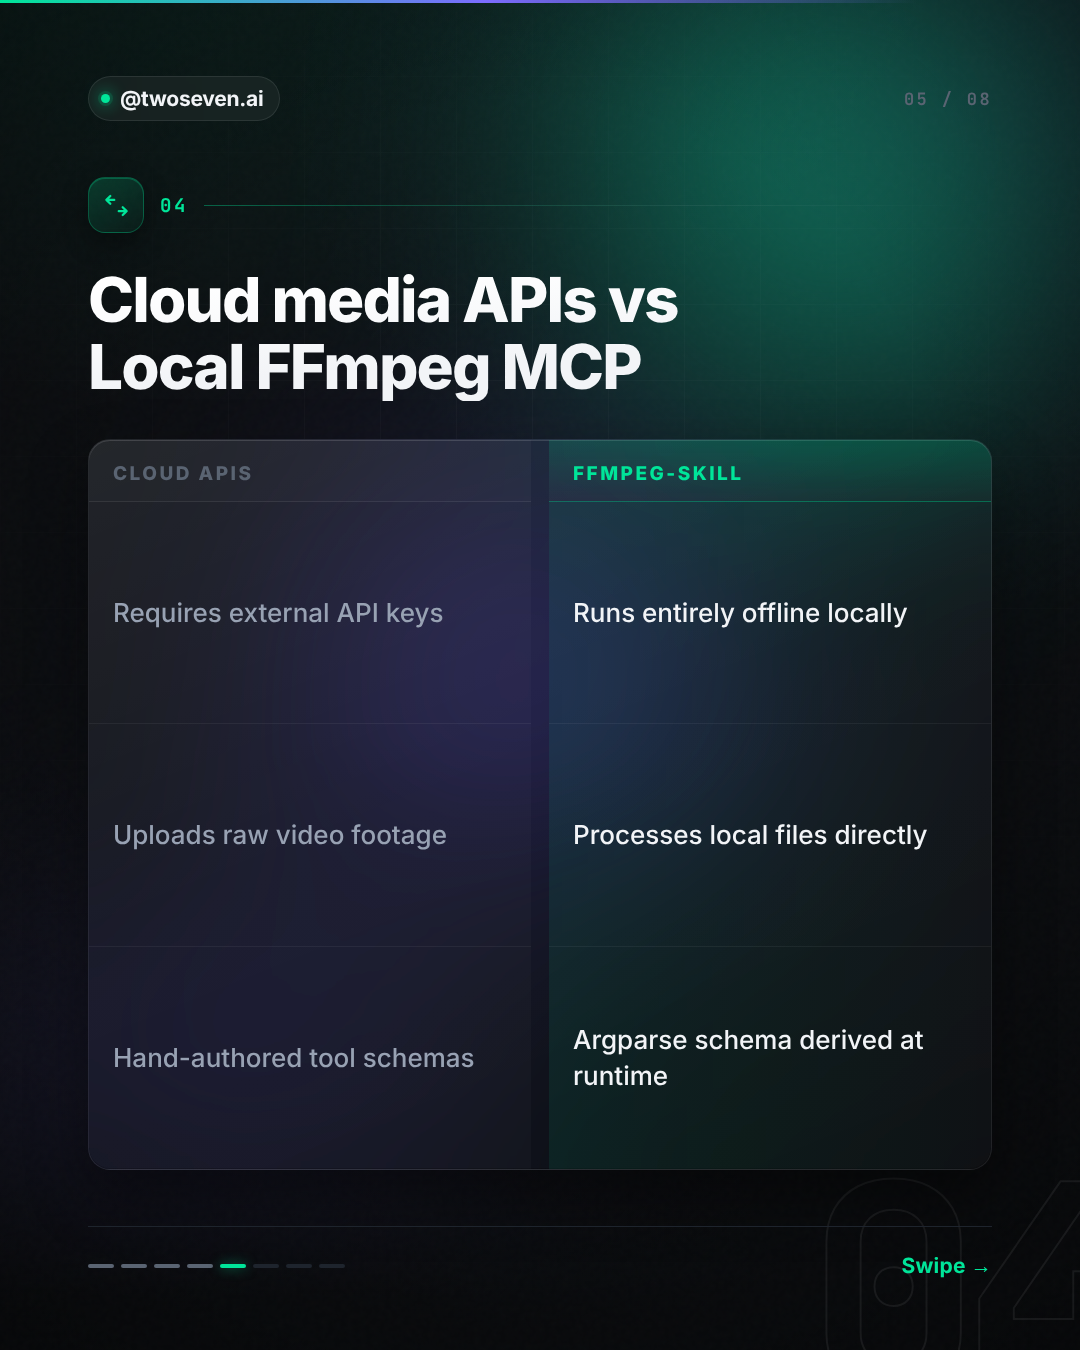 @twoseven.ai
05 / 08
04
Cloud media APIs vs
Local FFmpeg MCP
CLOUD APIS
FFMPEG-SKILL
Requires external API keys
Runs entirely offline locally
Uploads raw video footage
Processes local files directly
Hand-authored tool schemas
Argparse schema derived at
runtime
Swipe →
04